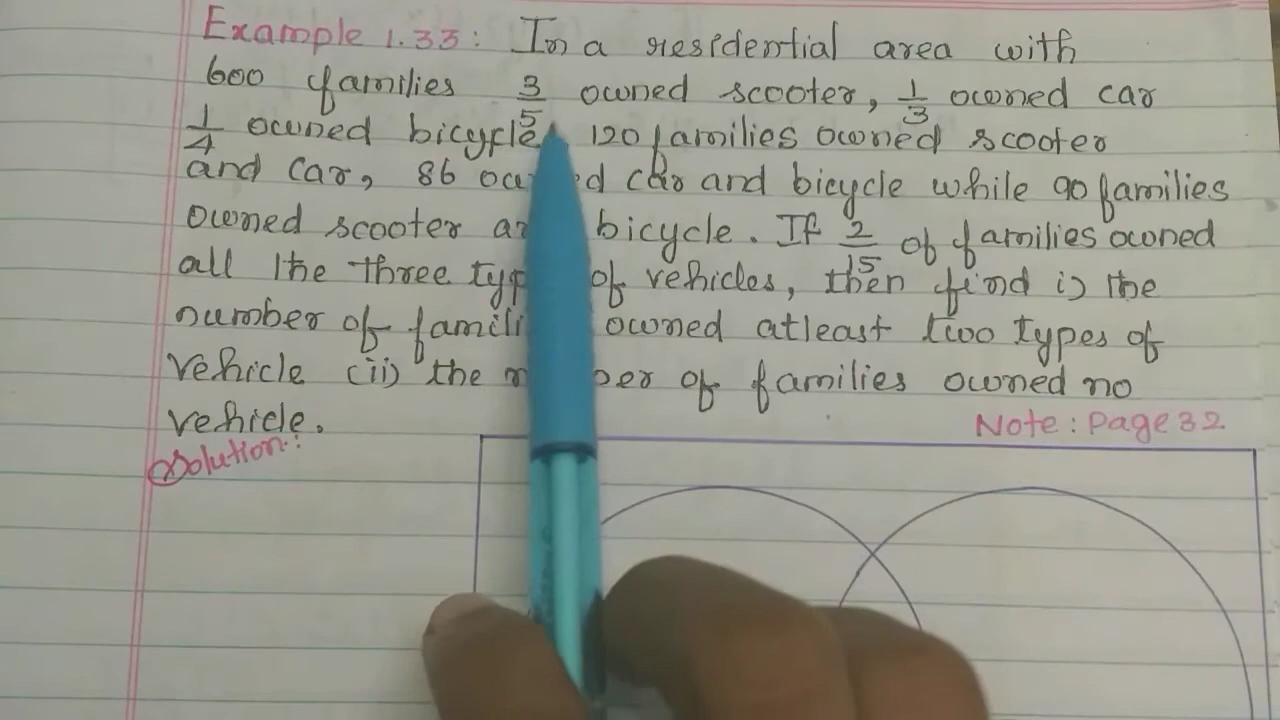 Example 1.33: In a residential area with
600 families 3/5 owned scooter, 1/3 owned car
1/4 owned bicycle, 120 families owned scooter
and car, 86 owned car and bicycle while 90 families
owned scooter and bicycle. If 2/15 of families owned
all the three types of vehicles, then find i) the
number of families owned atleast two types of
vehicle (ii) the number of families owned no
vehicle.
Note: page 32
Solution: